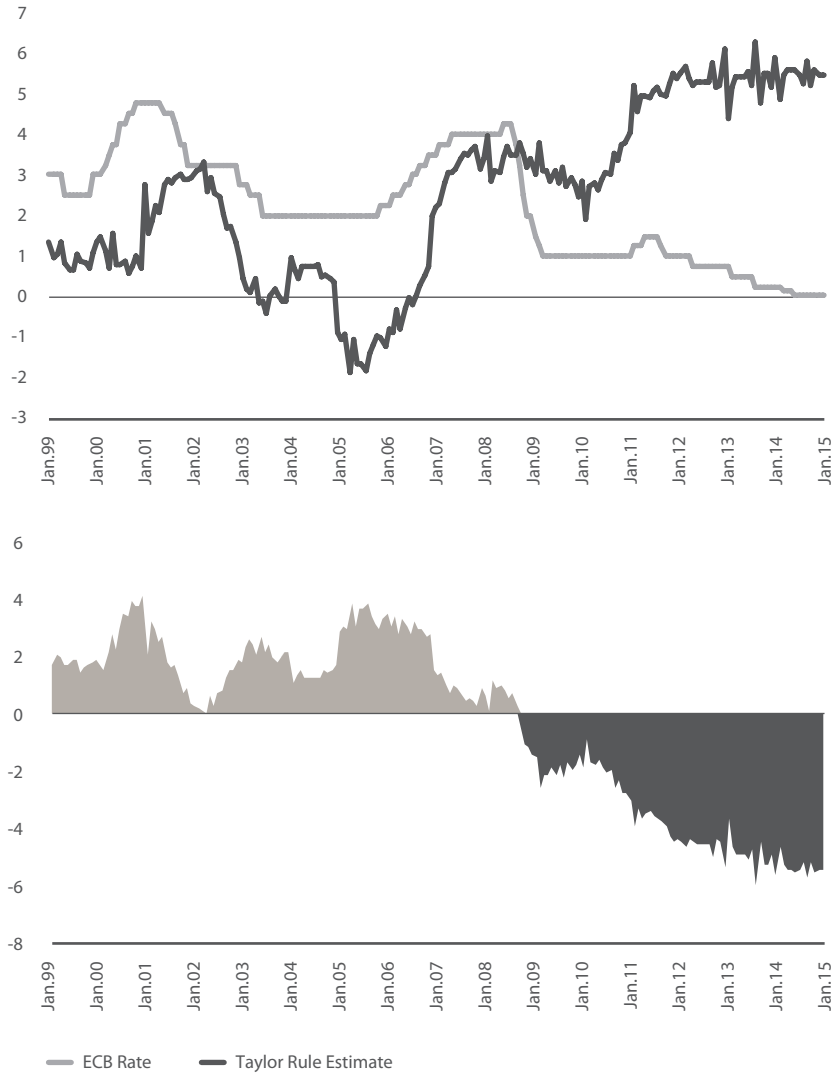 7
6
5
4
3
2
1
0
-1
-2
-3
Jan.99
Jan.00
Jan.01
Jan.02
Jan.03
Jan.04
Jan.05
Jan.06
Jan.07
Jan.08
Jan.09
Jan.10
Jan.11
Jan.12
Jan.13
Jan.14
Jan.15
6
4
2
0
-2
-4
-6
-8
Jan.99
Jan.00
Jan.01
Jan.02
Jan.03
Jan.04
Jan.05
Jan.06
Jan.07
Jan.08
Jan.09
Jan.10
Jan.11
Jan.12
Jan.13
Jan.14
Jan.15
ECB Rate Taylor Rule Estimate